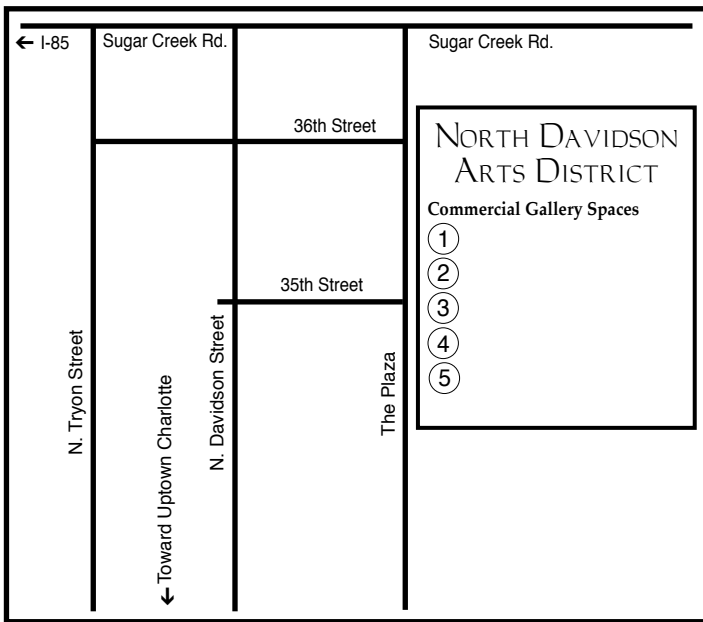 ← I-85
Sugar Creek Rd.
Sugar Creek Rd.
36th Street
NORTH DAVIDSON
ARTS DISTRICT
Commercial Gallery Spaces
1
2
3
4
5
35th Street
N. Tryon Street
←Toward Uptown Charlotte
N. Davidson Street
The Plaza